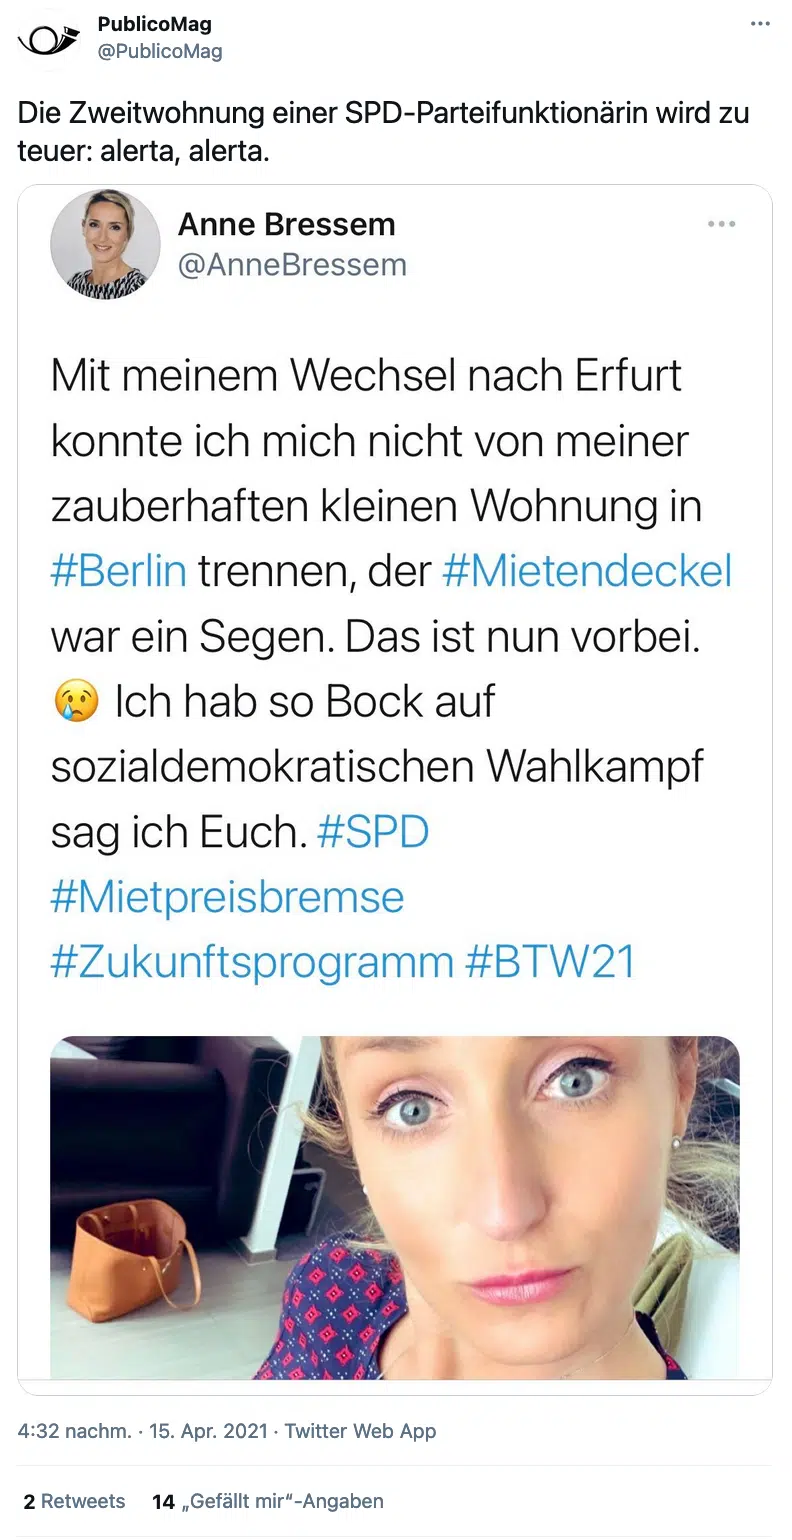 PublicoMag
@PublicoMag
Die Zweitwohnung einer SPD-Parteifunktionärin wird zu
teuer: alerta, alerta.
Anne Bressem
@AnneBressem
Mit meinem Wechsel nach Erfurt
konnte ich mich nicht von meiner
zauberhaften kleinen Wohnung in
#Berlin trennen, der #Mietendeckel
war ein Segen. Das ist nun vorbei.
😢 Ich hab so Bock auf
sozialdemokratischen Wahlkampf
sag ich Euch. #SPD
#Mietpreisbremse
#Zukunftsprogramm #BTW21
4:32 nachm. · 15. Apr. 2021 · Twitter Web App
2 Retweets 14 „Gefällt mir“-Angaben